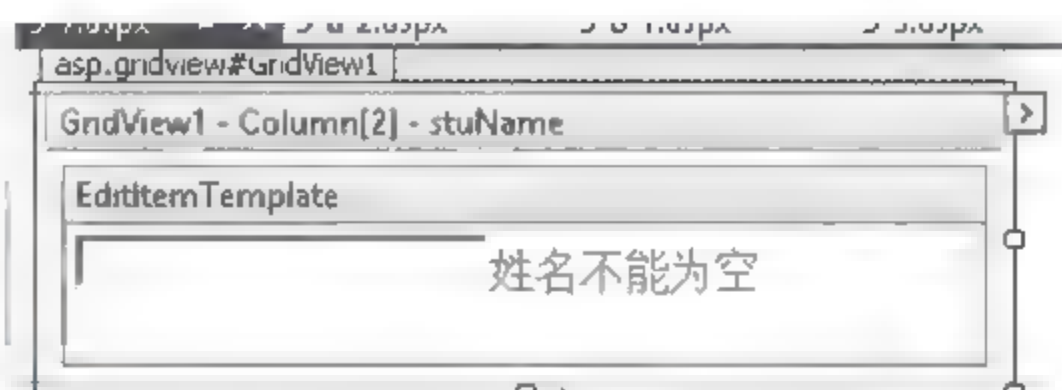 asp.gridview#GridView1
GridView1 - Column[2] - stuName
EditItemTemplate
姓名不能为空